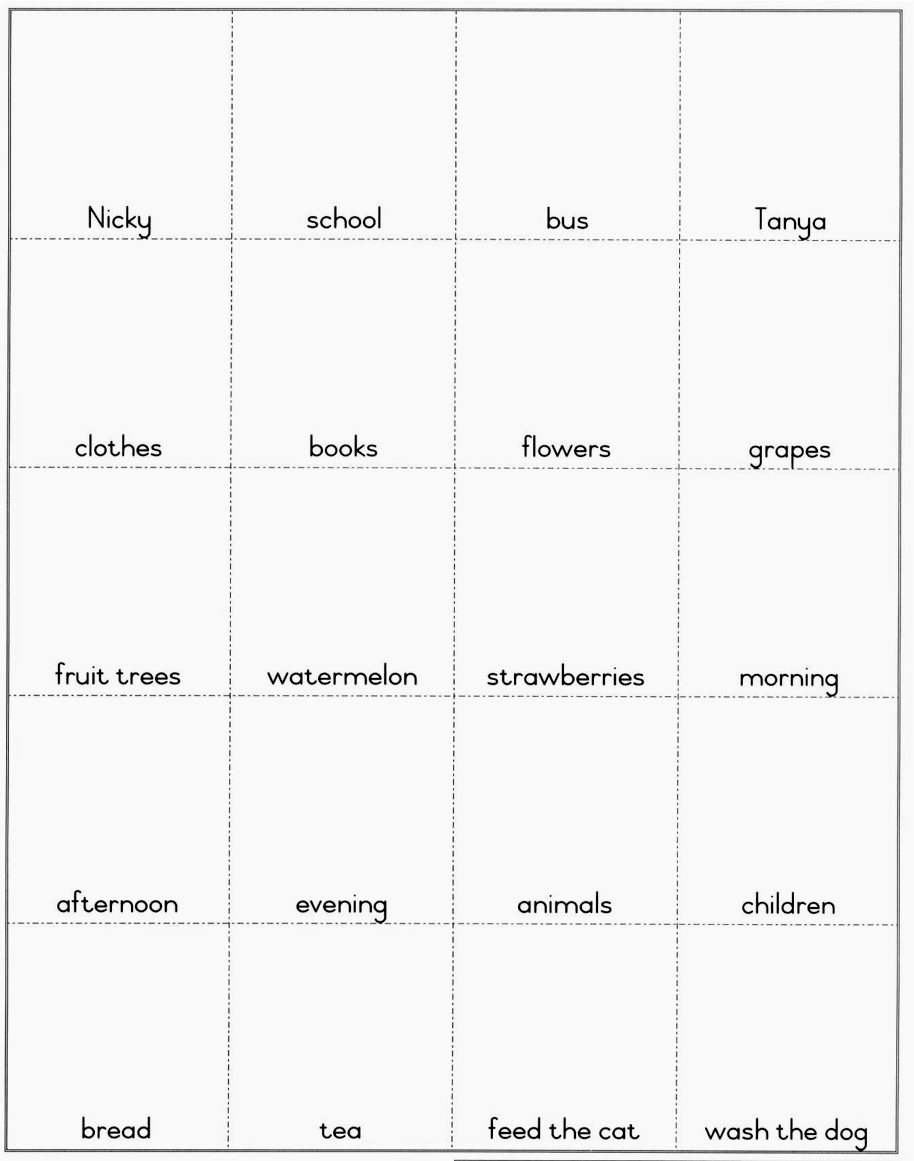 Nicky school bus Tanya
clothes books flowers grapes
fruit trees watermelon strawberries morning
afternoon evening animals children
bread tea feed the cat wash the dog